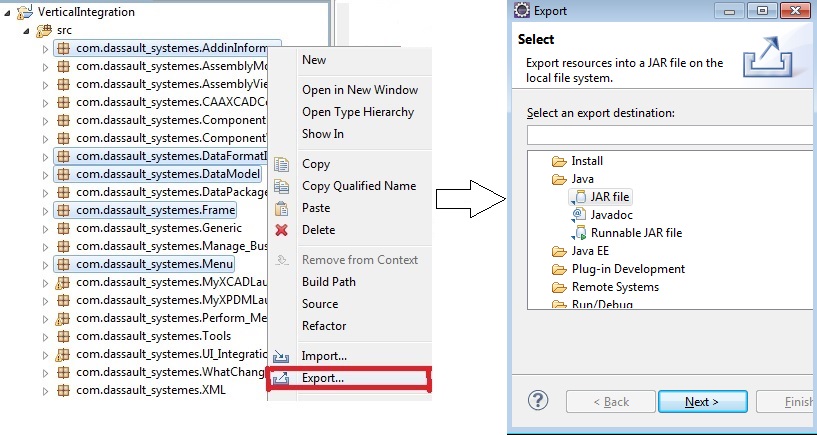 VerticalIntegration
src
com.dassault_systemes.AddinInform
com.dassault_systemes.AssemblyMo
com.dassault_systemes.AssemblyVie
com.dassault_systemes.CAAXCADCo
com.dassault_systemes.Component
com.dassault_systemes.Component
com.dassault_systemes.DataFormatI
com.dassault_systemes.DataModel
com.dassault_systemes.DataPackage
com.dassault_systemes.Frame
com.dassault_systemes.Generic
com.dassault_systemes.Manage_Bus
com.dassault_systemes.Menu
com.dassault_systemes.MyXCADLau
com.dassault_systemes.MyXPDMLau
com.dassault_systemes.Perform_Me
com.dassault_systemes.Tools
com.dassault_systemes.UI_Integratio
com.dassault_systemes.WhatChang
com.dassault_systemes.XML
New
Open in New Window
Open Type Hierarchy
Show In
Copy
Copy Qualified Name
Paste
Delete
Remove from Context
Build Path
Source
Refactor
Import...
Export...
Export
Select
Export resources into a JAR file on the
local file system.
Select an export destination:
Install
Java
JAR file
Javadoc
Runnable JAR file
Java EE
Plug-in Development
Remote Systems
Run/Debug
< Back
Next >
Finish